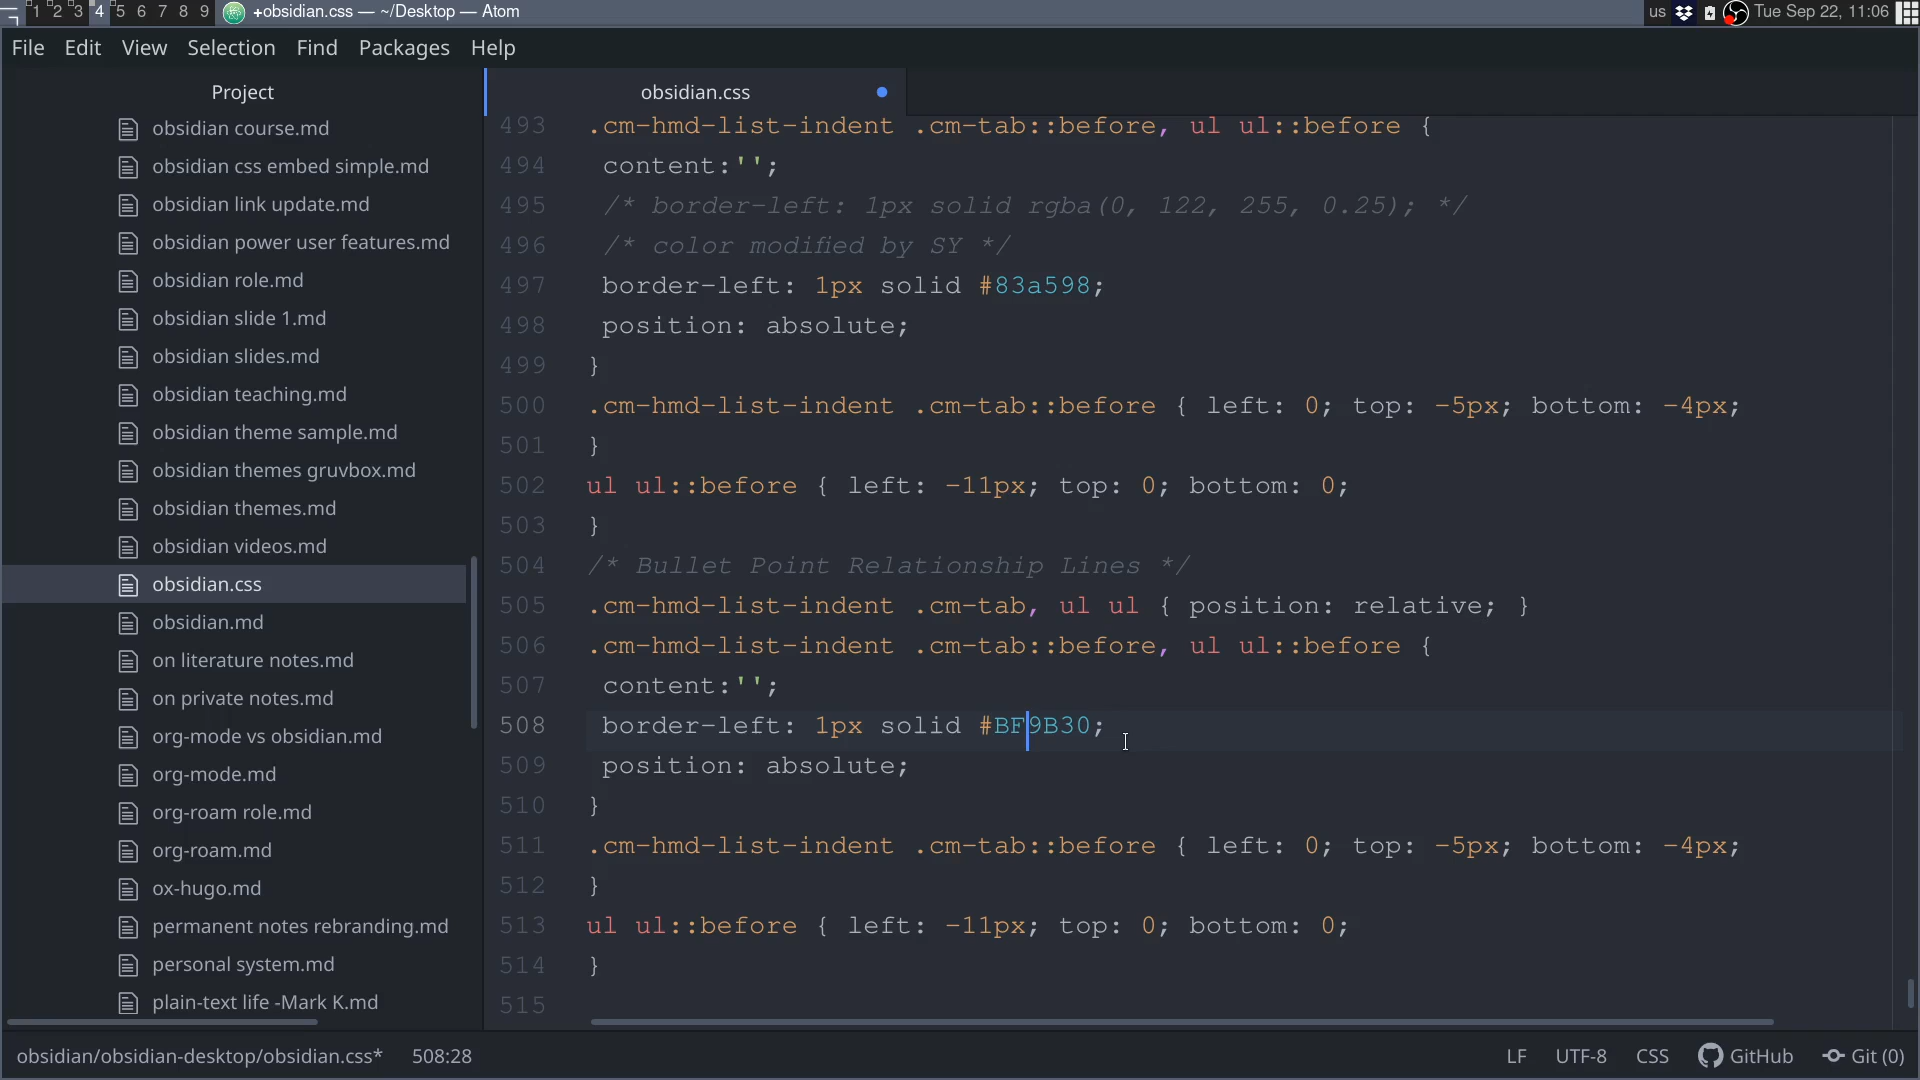 1 2 3 4 5 6 7 8 9 +obsidian.css — ~/Desktop — Atom us Tue Sep 22, 11:06
File Edit View Selection Find Packages Help
Project
obsidian course.md
obsidian css embed simple.md
obsidian link update.md
obsidian power user features.md
obsidian role.md
obsidian slide 1.md
obsidian slides.md
obsidian teaching.md
obsidian theme sample.md
obsidian themes gruvbox.md
obsidian themes.md
obsidian videos.md
obsidian.css
obsidian.md
on literature notes.md
on private notes.md
org-mode vs obsidian.md
org-mode.md
org-roam role.md
org-roam.md
ox-hugo.md
permanent notes rebranding.md
personal system.md
plain-text life -Mark K.md
obsidian.css
493 .cm-hmd-list-indent .cm-tab::before, ul ul::before {
494 content:'';
495 /* border-left: 1px solid rgba(0, 122, 255, 0.25); */
496 /* color modified by SY */
497 border-left: 1px solid #83a598;
498 position: absolute;
499 }
500 .cm-hmd-list-indent .cm-tab::before { left: 0; top: -5px; bottom: -4px;
501 }
502 ul ul::before { left: -11px; top: 0; bottom: 0;
503 }
504 /* Bullet Point Relationship Lines */
505 .cm-hmd-list-indent .cm-tab, ul ul { position: relative; }
506 .cm-hmd-list-indent .cm-tab::before, ul ul::before {
507 content:'';
508 border-left: 1px solid #BF9B30;
509 position: absolute;
510 }
511 .cm-hmd-list-indent .cm-tab::before { left: 0; top: -5px; bottom: -4px;
512 }
513 ul ul::before { left: -11px; top: 0; bottom: 0;
514 }
515
obsidian/obsidian-desktop/obsidian.css* 508:28 LF UTF-8 CSS GitHub Git (0)